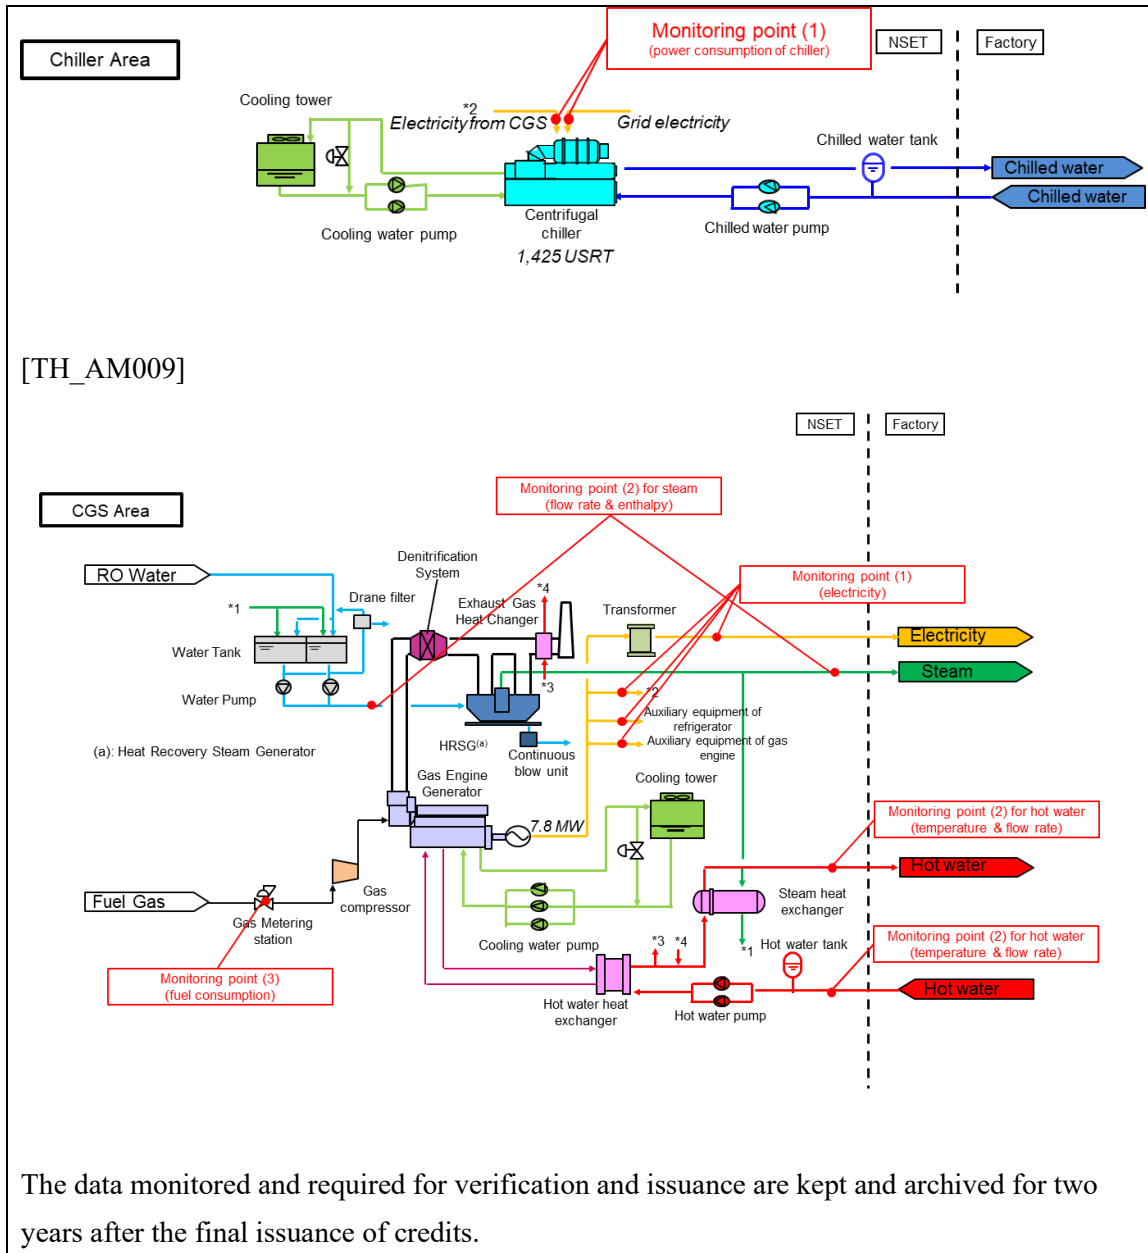 Chiller Area
Monitoring point (1)
(power consumption of chiller)
NSET
Factory
Cooling tower
*2
Electricity from CGS
Grid electricity
Chilled water tank
Chilled water
Chilled water
Cooling water pump
Centrifugal
chiller
1,425 USRT
Chilled water pump
[TH_AM009]
NSET
Factory
CGS Area
Monitoring point (2) for steam
(flow rate & enthalpy)
Denitrification
System
RO Water
*1
Drane filter
*4
Exhaust Gas
Heat Changer
Transformer
Monitoring point (1)
(electricity)
Electricity
Water Tank
Steam
*3
*2
Water Pump
Auxiliary equipment of
refrigerator
Auxiliary equipment of gas
engine
(a): Heat Recovery Steam Generator
HRSG(a)
Continuous
blow unit
Gas Engine
Generator
Cooling tower
7.8 MW
Monitoring point (2) for hot water
(temperature & flow rate)
Hot water
Fuel Gas
Gas
compressor
Gas Metering
station
Steam heat
exchanger
Cooling water pump
*3
*4
*1
Hot water tank
Monitoring point (2) for hot water
(temperature & flow rate)
Monitoring point (3)
(fuel consumption)
Hot water
Hot water heat
exchanger
Hot water pump
The data monitored and required for verification and issuance are kept and archived for two
years after the final issuance of credits.